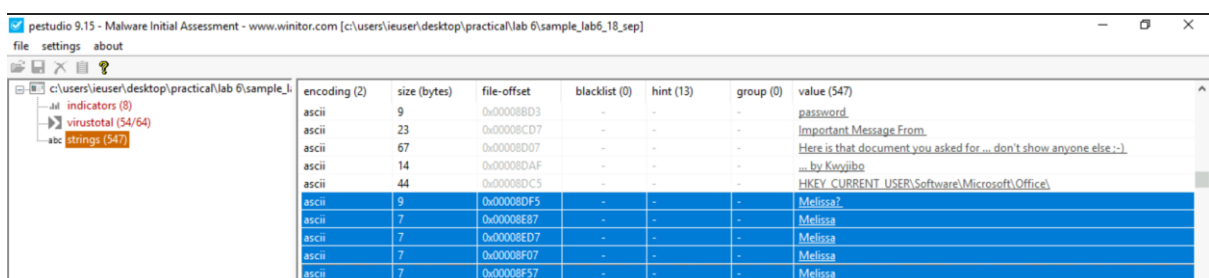 pestudio 9.15 - Malware Initial Assessment - www.winitor.com [c:\users\ieuser\desktop\practical\lab 6\sample_lab6_18_sep]
file settings about
c:\users\ieuser\desktop\practical\lab 6\sample_l
indicators (8)
virustotal (54/64)
abc strings (547)
encoding (2) size (bytes) file-offset blacklist (0) hint (13) group (0) value (547)
ascii 9 0x00008BD3 - - - password
ascii 23 0x00008CD7 - - - Important Message From
ascii 67 0x00008D07 - - - Here is that document you asked for ... don't show anyone else ;-)
ascii 14 0x00008DAF - - - ... by Kwyjibo
ascii 44 0x00008DC5 - - - HKEY_CURRENT_USER\Software\Microsoft\Office\
ascii 9 0x00008DF5 - - - Melissa?
ascii 7 0x00008E87 - - - Melissa
ascii 7 0x00008ED7 - - - Melissa
ascii 7 0x00008F07 - - - Melissa
ascii 7 0x00008F57 - - - Melissa